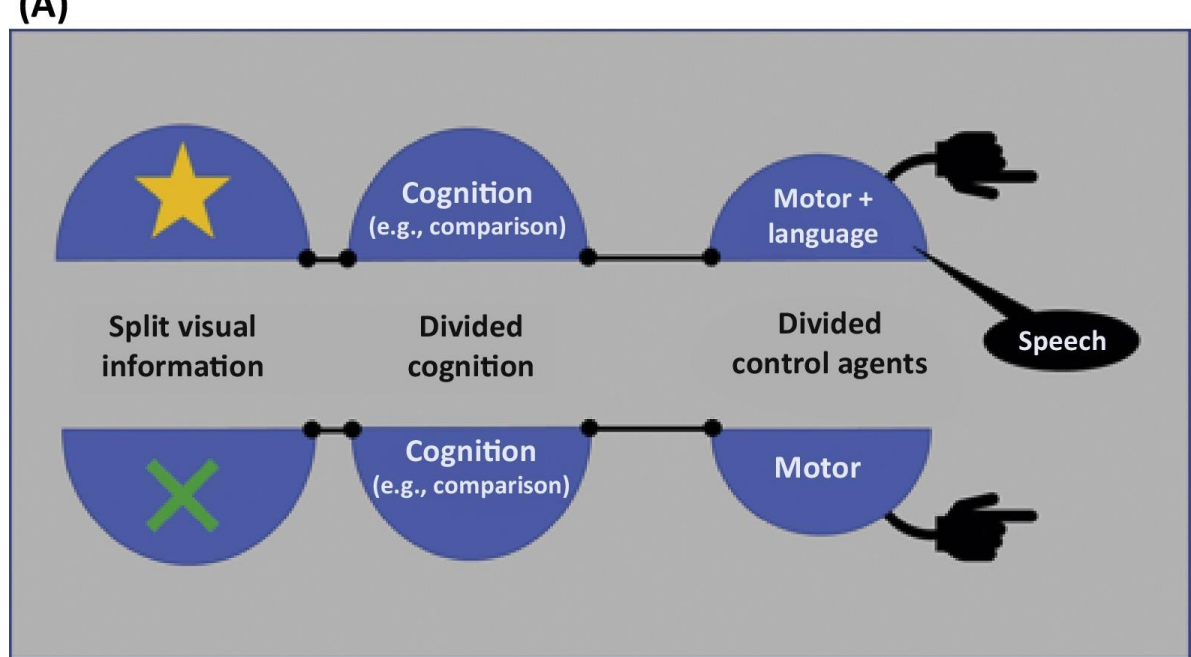 (A)
Cognition
(e.g., comparison)
Motor +
language
Split visual
information
Divided
cognition
Divided
control agents
Speech
Cognition
(e.g., comparison)
Motor